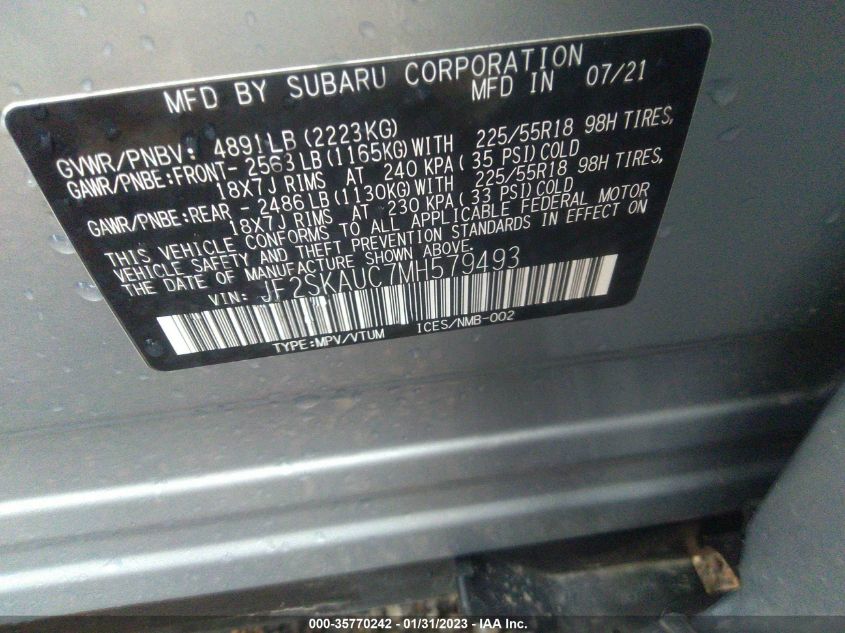 MFD BY SUBARU CORPORATION
MFD IN 07/21
GVWR/PNBV: 4891LB(2223KG)
GAWR/PNBE:FRONT- 2563LB(1165KG)WITH 225/55R18 98H TIRES,
18X7J RIMS AT 240 KPA( 35 PSI)COLD
GAWR/PNBE:REAR - 2486LB(1130KG)WITH 225/55R18 98H TIRES,
18X7J RIMS AT 230 KPA( 33 PSI)COLD
THIS VEHICLE CONFORMS TO ALL APPLICABLE FEDERAL MOTOR
VEHICLE SAFETY AND THEFT PREVENTION STANDARDS IN EFFECT ON
THE DATE OF MANUFACTURE SHOWN ABOVE.
VIN: JF2SKAUC7MH579493
TYPE:MPV/VTUM ICES/NMB-002
000-35770242 - 01/31/2023 - IAA Inc.